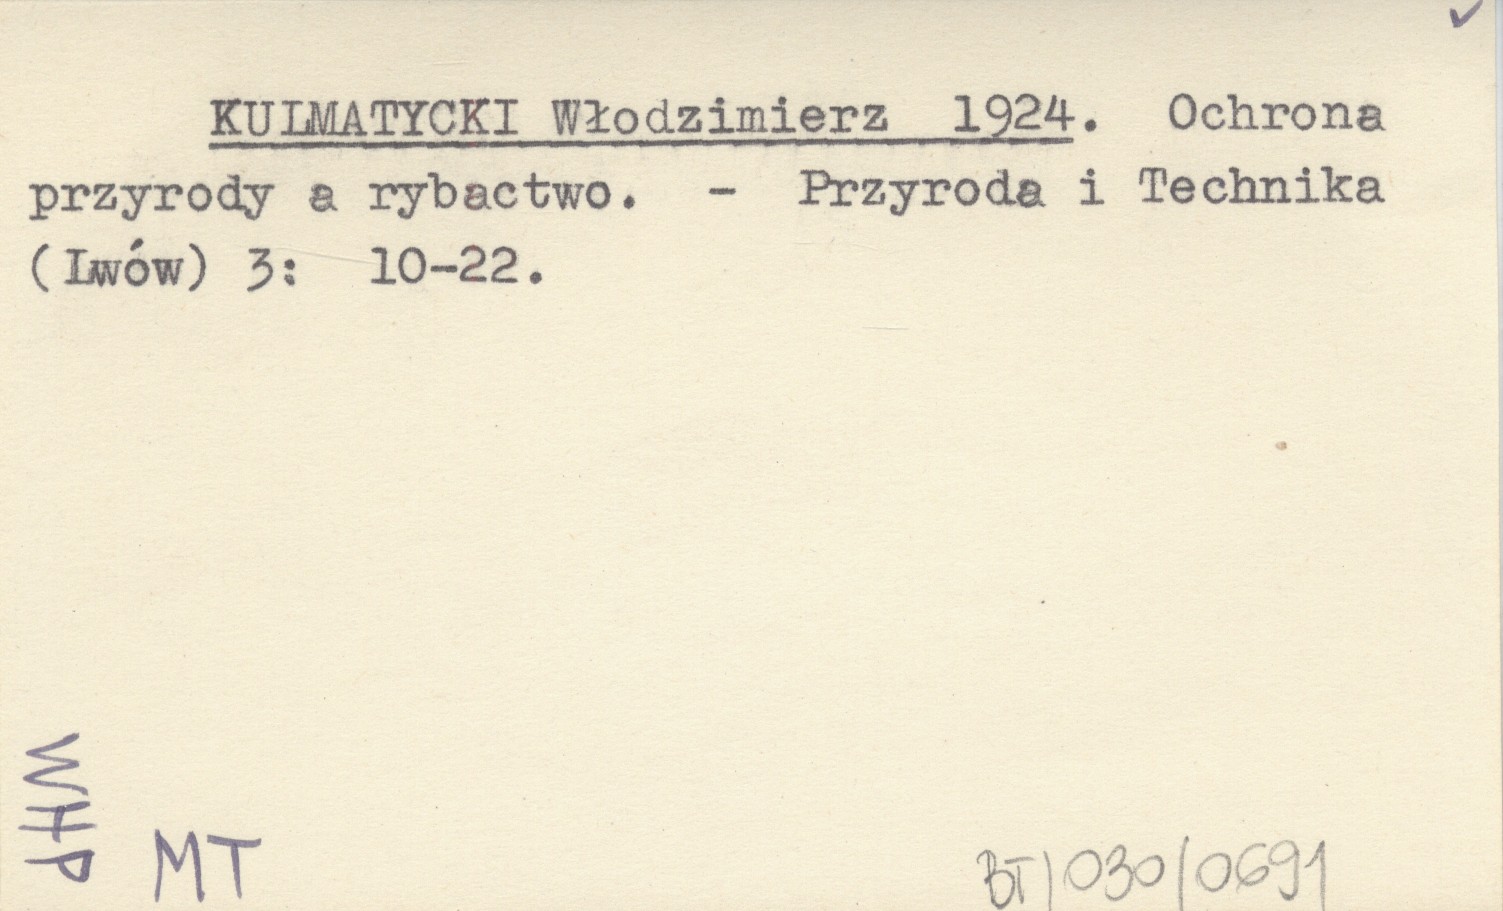 KULMATYCKI Włodzimierz 1924. Ochrona
przyrody a rybactwo. - Przyroda i Technika
(Lwów) 3: 10-22.
WHP
MT
BT/030/0691